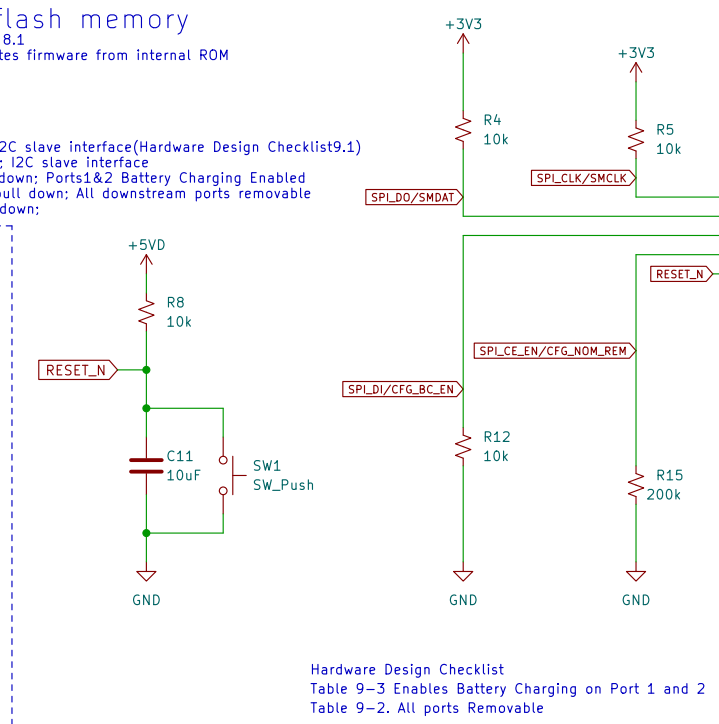 flash memory
8.1
tes firmware from internal ROM
2C slave interface(Hardware Design Checklist9.1)
; I2C slave interface
down; Ports1&2 Battery Charging Enabled
pull down; All downstream ports removable
down;
+3V3
R4
10k
SPI_DO/SMDAT
+3V3
R5
10k
SPI_CLK/SMCLK
RESET_N
+5VD
R8
10k
RESET_N
C11
10uF
SW1
SW_Push
GND
SPI_DI/CFG_BC_EN
R12
10k
GND
SPI_CE_EN/CFG_NOM_REM
R15
200k
GND
Hardware Design Checklist
Table 9-3 Enables Battery Charging on Port 1 and 2
Table 9-2. All ports Removable